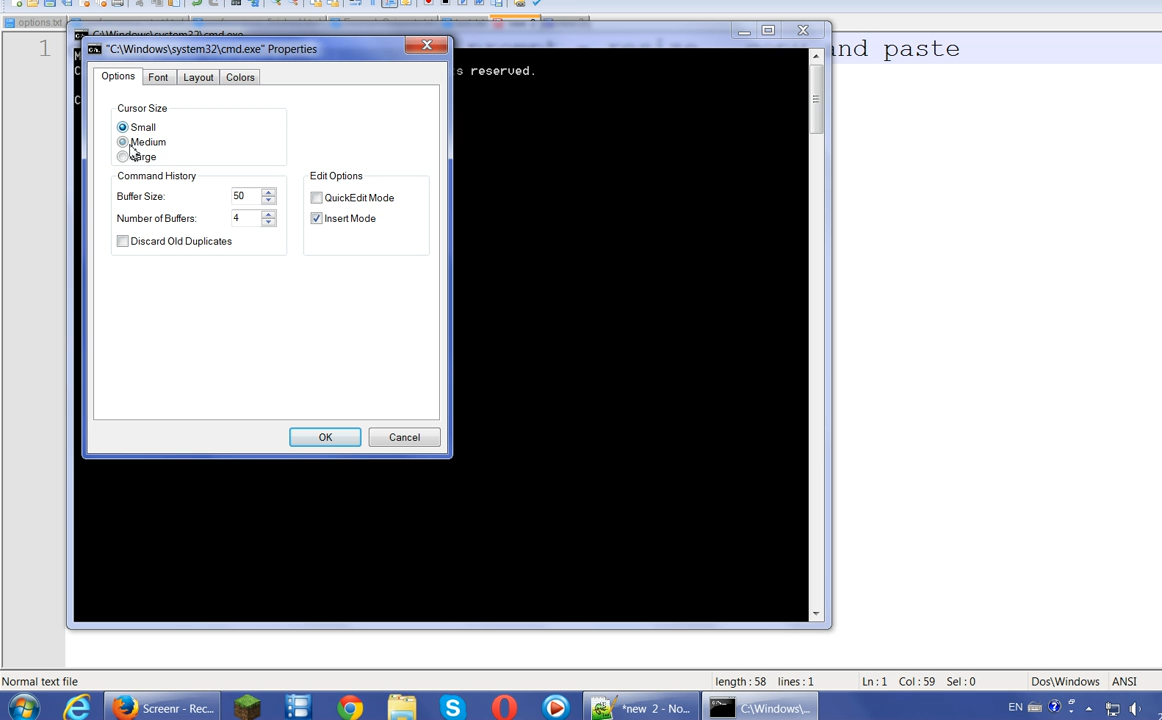 options.txt
"C:\Windows\system32\cmd.exe" Properties
1
and paste
s reserved.
Options Font Layout Colors
Cursor Size
Small
Medium
Large
Command History
Edit Options
Buffer Size: 50
QuickEdit Mode
Number of Buffers: 4
Insert Mode
Discard Old Duplicates
OK Cancel
Normal text file length : 58 lines : 1 Ln : 1 Col : 59 Sel : 0 Dos\Windows ANSI
Screenr - Rec... *new 2 - No... C:\Windows\... EN